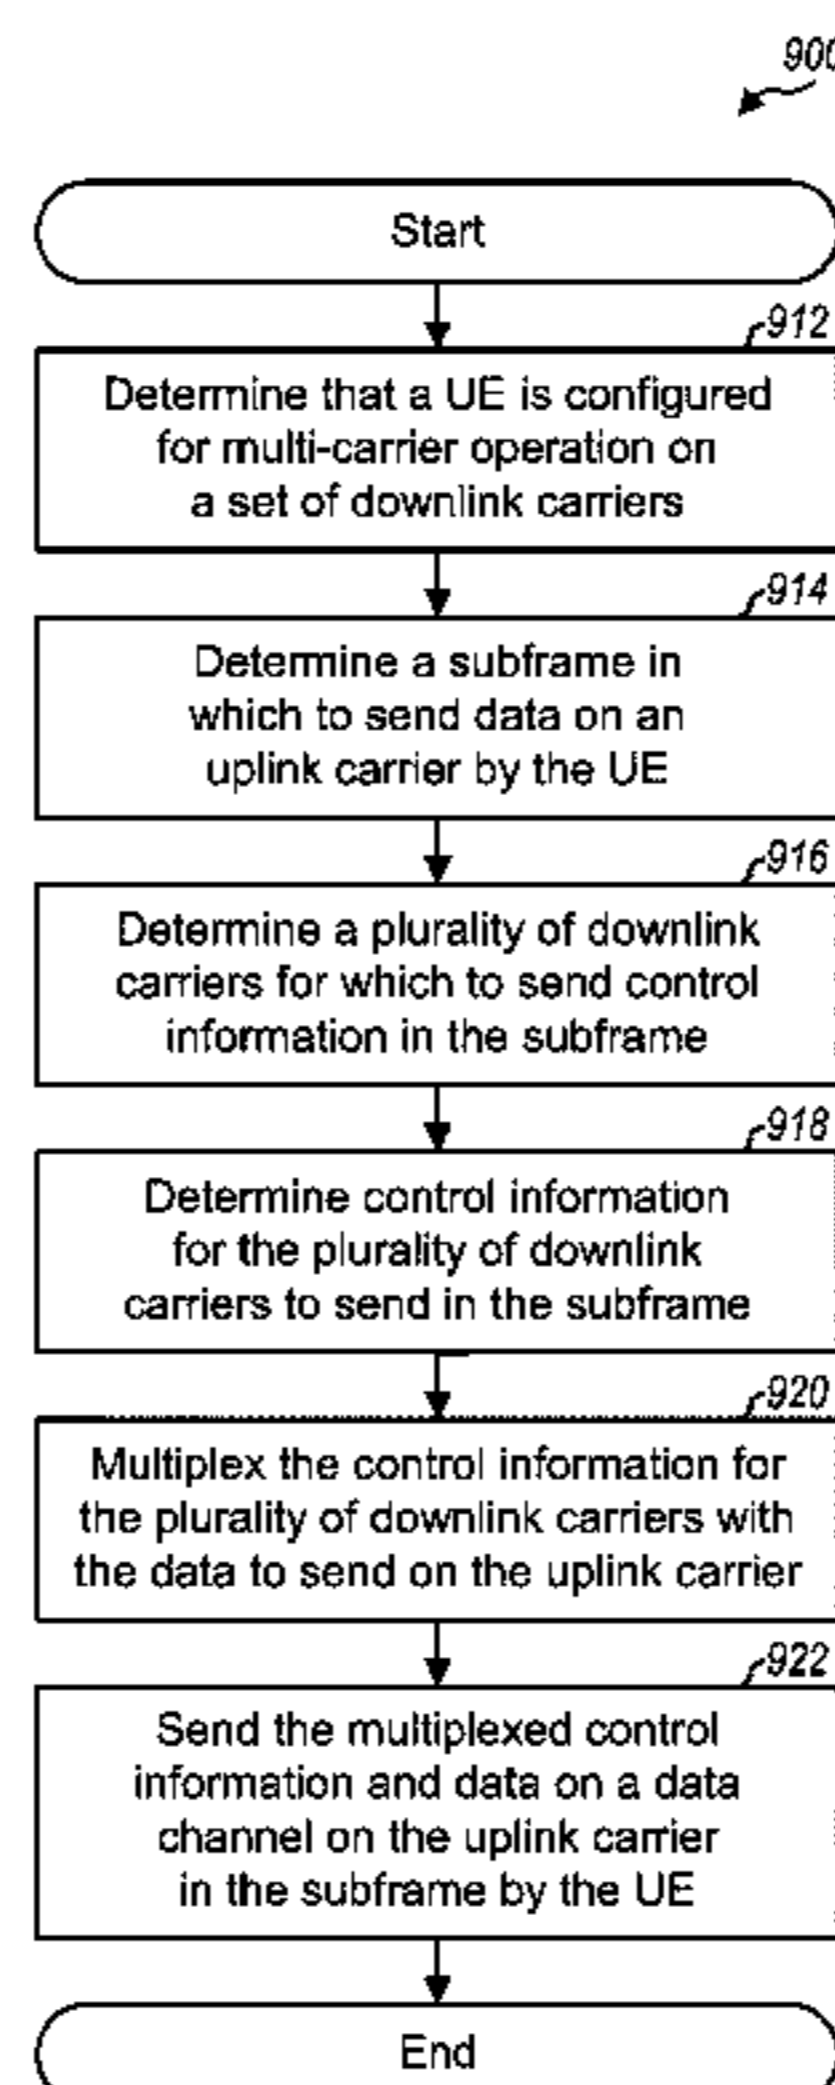 900
Start
912
Determine that a UE is configured
for multi-carrier operation on
a set of downlink carriers
914
Determine a subframe in
which to send data on an
uplink carrier by the UE
916
Determine a plurality of downlink
carriers for which to send control
information in the subframe
918
Determine control information
for the plurality of downlink
carriers to send in the subframe
920
Multiplex the control information for
the plurality of downlink carriers with
the data to send on the uplink carrier
922
Send the multiplexed control
information and data on a data
channel on the uplink carrier
in the subframe by the UE
End